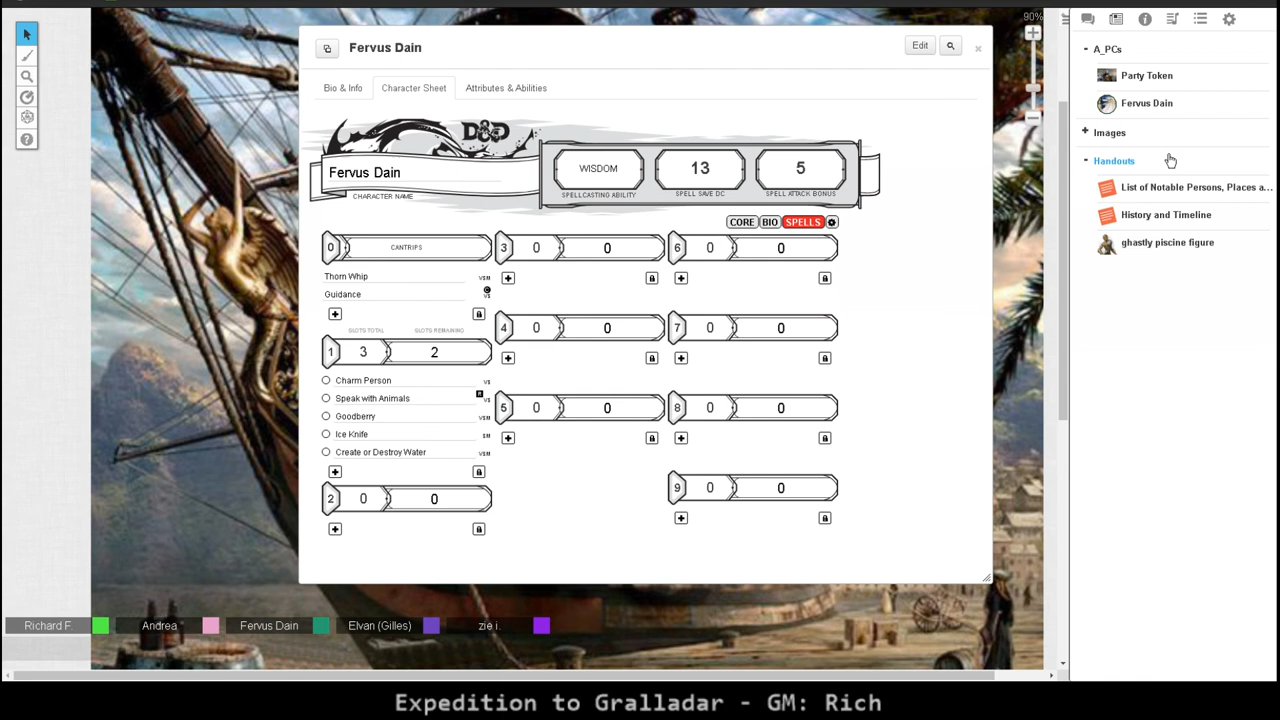 90%
Fervus Dain
Edit
×
Bio & Info
Character Sheet
Attributes & Abilities
D&D
Fervus Dain
CHARACTER NAME
WISDOM
SPELLCASTING ABILITY
13
SPELL SAVE DC
5
SPELL ATTACK BONUS
CORE
BIO
SPELLS
0
CANTRIPS
Thorn Whip
VSM
Guidance
C
VS
SLOTS TOTAL
SLOTS REMAINING
1
3
2
Charm Person
VS
Speak with Animals
R
VS
Goodberry
VSM
Ice Knife
SM
Create or Destroy Water
VSM
2
0
0
3
0
0
4
0
0
5
0
0
6
0
0
7
0
0
8
0
0
9
0
0
A_PCs
Party Token
Fervus Dain
Images
Handouts
List of Notable Persons, Places a...
History and Timeline
ghastly piscine figure
Richard F.
Andrea
Fervus Dain
Elvan (Gilles)
zie i.
Expedition to Gralladar - GM: Rich